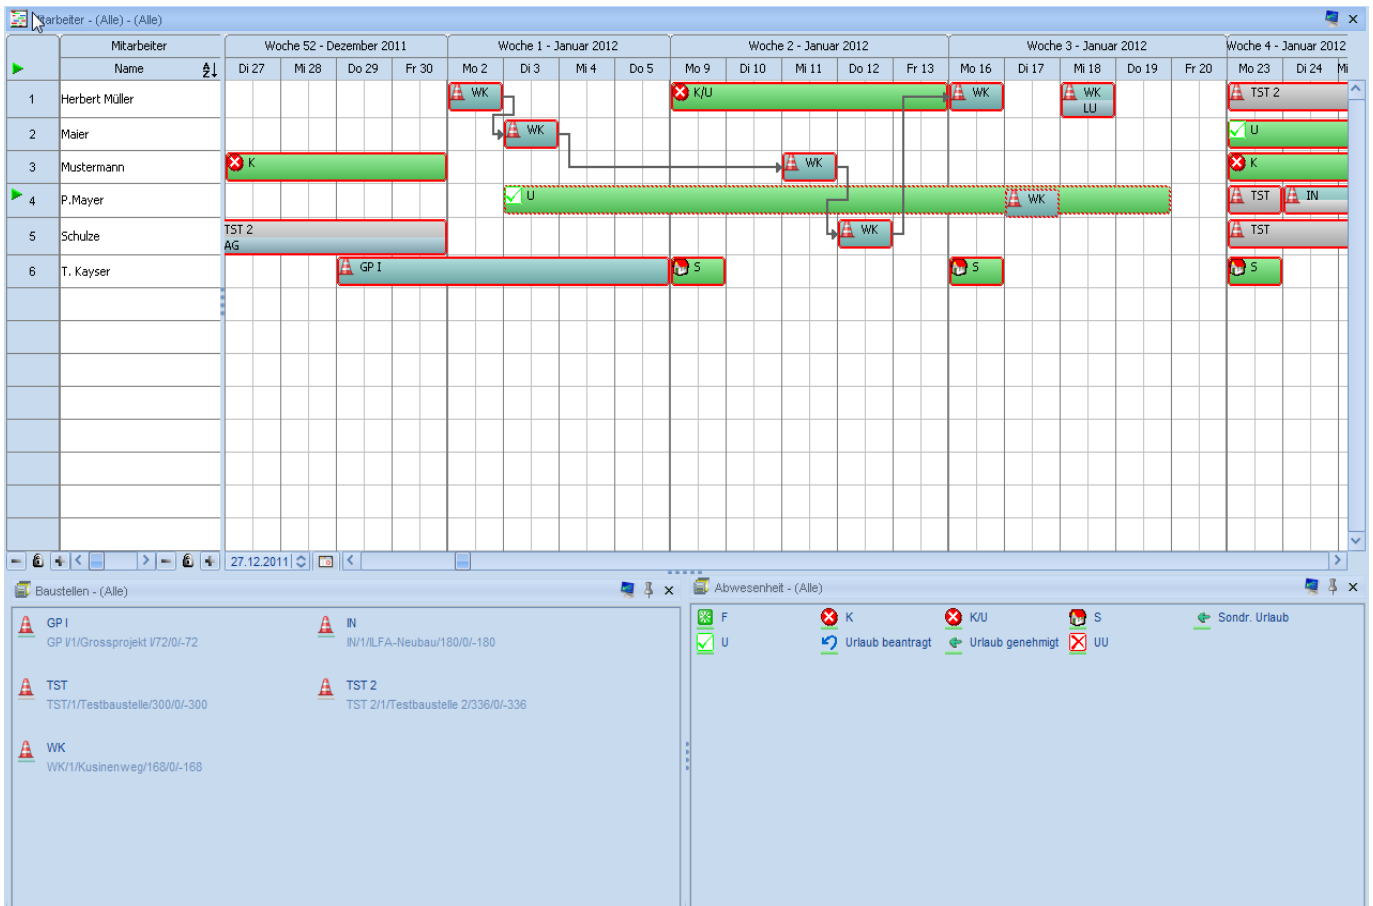 Mitarbeiter - (Alle) - (Alle)
Mitarbeiter
Woche 52 - Dezember 2011
Woche 1 - Januar 2012
Woche 2 - Januar 2012
Woche 3 - Januar 2012
Woche 4 - Januar 2012
Name
Di 27
Mi 28
Do 29
Fr 30
Mo 2
Di 3
Mi 4
Do 5
Mo 9
Di 10
Mi 11
Do 12
Fr 13
Mo 16
Di 17
Mi 18
Do 19
Fr 20
Mo 23
Di 24
Mi
1
Herbert Müller
WK
K/U
WK
WK
LU
TST 2
2
Maier
WK
U
3
Mustermann
K
WK
K
4
P.Mayer
U
WK
TST
IN
5
Schulze
TST 2
AG
WK
TST
6
T. Kayser
GP I
S
S
S
27.12.2011
Baustellen - (Alle)
GP I
GP I/1/Grossprojekt I/72/0/-72
IN
IN/1/ILFA-Neubau/180/0/-180
TST
TST/1/Testbaustelle/300/0/-300
TST 2
TST 2/1/Testbaustelle 2/336/0/-336
WK
WK/1/Kusinenweg/168/0/-168
Abwesenheit - (Alle)
F
K
K/U
S
Sondr. Urlaub
U
Urlaub beantragt
Urlaub genehmigt
UU